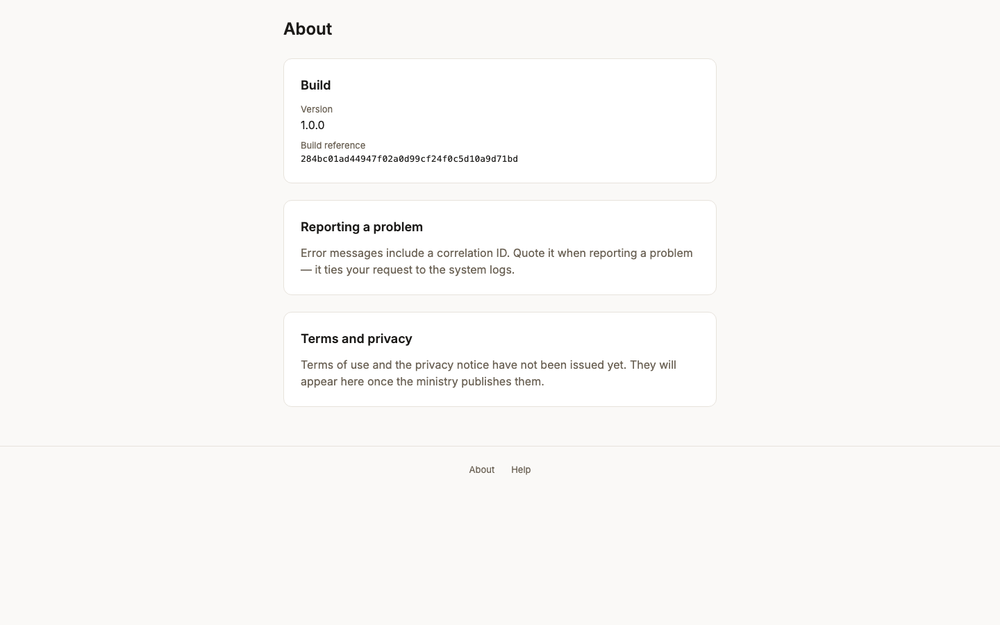 About
Build
Version
1.0.0
Build reference
284bc01ad44947f02a0d99cf24f0c5d10a9d71bd
Reporting a problem
Error messages include a correlation ID. Quote it when reporting a problem
— it ties your request to the system logs.
Terms and privacy
Terms of use and the privacy notice have not been issued yet. They will
appear here once the ministry publishes them.
About Help